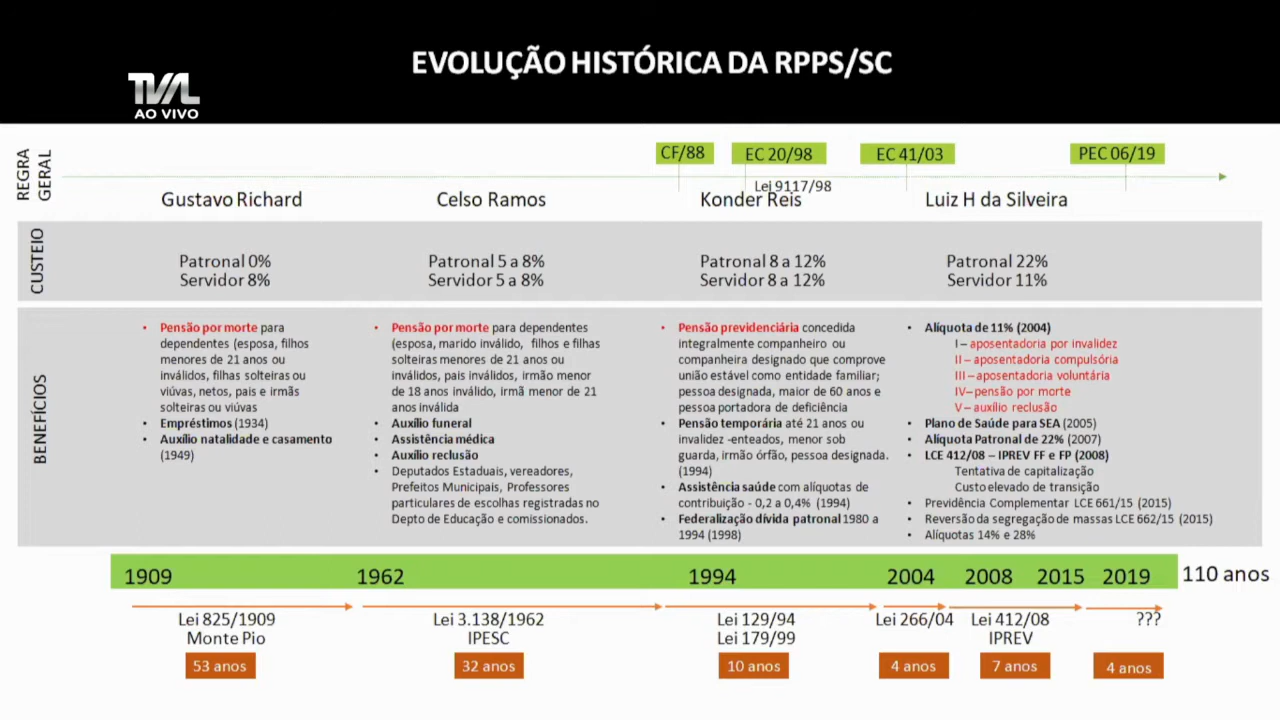 EVOLUÇÃO HISTÓRICA DA RPPS/SC
TVAL
AO VIVO
REGRA
GERAL
CF/88
EC 20/98
EC 41/03
PEC 06/19
Lei 9117/98
Gustavo Richard
Celso Ramos
Konder Reis
Luiz H da Silveira
CUSTEIO
Patronal 0%
Servidor 8%
Patronal 5 a 8%
Servidor 5 a 8%
Patronal 8 a 12%
Servidor 8 a 12%
Patronal 22%
Servidor 11%
BENEFÍCIOS
• Pensão por morte para
dependentes (esposa, filhos
menores de 21 anos ou
inválidos, filhas solteiras ou
viúvas, netos, pais e irmãs
solteiras ou viúvas
• Empréstimos (1934)
• Auxílio natalidade e casamento
(1949)
• Pensão por morte para dependentes
(esposa, marido inválido, filhos e filhas
solteiras menores de 21 anos ou
inválidos, pais inválidos, irmão menor
de 18 anos inválido, irmã menor de 21
anos inválida
• Auxílio funeral
• Assistência médica
• Auxílio reclusão
• Deputados Estaduais, vereadores,
Prefeitos Municipais, Professores
particulares de escolhas registradas no
Depto de Educação e comissionados.
• Pensão previdenciária concedida
integralmente companheiro ou
companheira designado que comprove
união estável como entidade familiar;
pessoa designada, maior de 60 anos e
pessoa portadora de deficiência
• Pensão temporária até 21 anos ou
invalidez -enteados, menor sob
guarda, irmão órfão, pessoa designada.
(1994)
• Assistência saúde com alíquotas de
contribuição - 0,2 a 0,4% (1994)
• Federalização dívida patronal 1980 a
1994 (1998)
• Alíquota de 11% (2004)
I – aposentadoria por invalidez
II – aposentadoria compulsória
III – aposentadoria voluntária
IV– pensão por morte
V – auxílio reclusão
• Plano de Saúde para SEA (2005)
• Alíquota Patronal de 22% (2007)
• LCE 412/08 – IPREV FF e FP (2008)
Tentativa de capitalização
Custo elevado de transição
• Previdência Complementar LCE 661/15 (2015)
• Reversão da segregação de massas LCE 662/15 (2015)
• Alíquotas 14% e 28%
1909
1962
1994
2004
2008
2015
2019
110 anos
Lei 825/1909
Monte Pio
Lei 3.138/1962
IPESC
Lei 129/94
Lei 179/99
Lei 266/04
Lei 412/08
IPREV
???
53 anos
32 anos
10 anos
4 anos
7 anos
4 anos